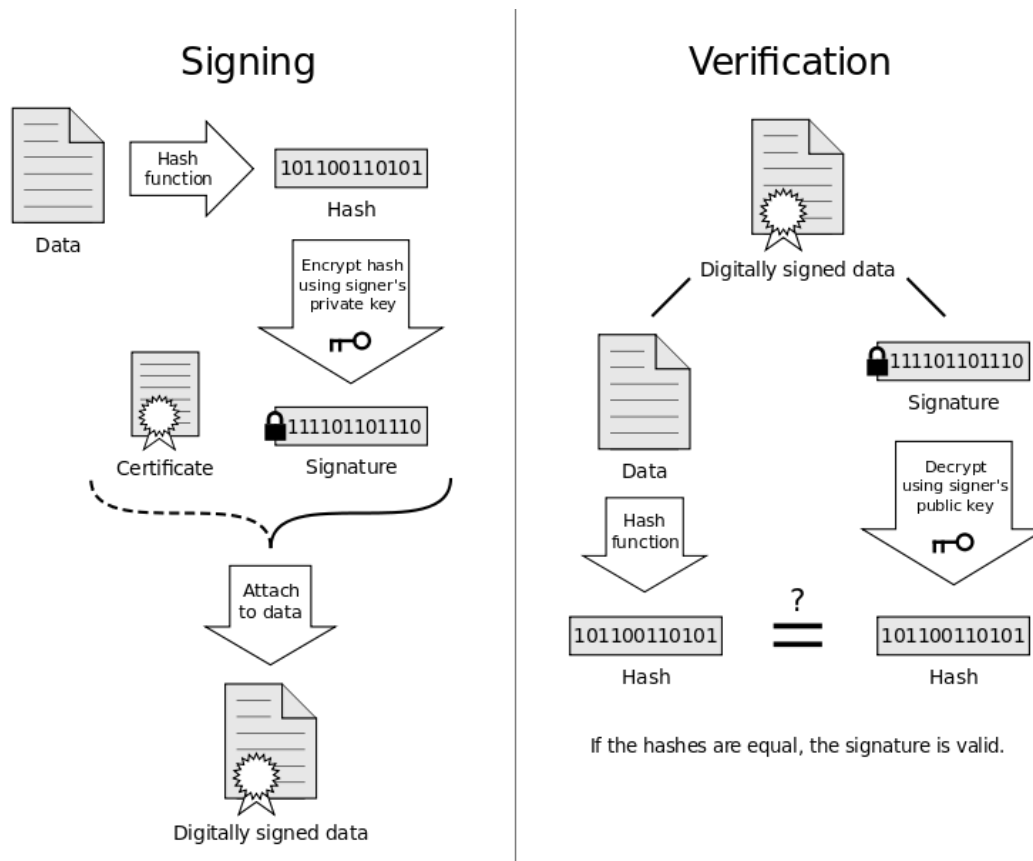 Signing
Data
Hash
function
101100110101
Hash
Encrypt hash
using signer's
private key
Certificate
111101101110
Signature
Attach
to data
Digitally signed data
Verification
Digitally signed data
Data
111101101110
Signature
Hash
function
Decrypt
using signer's
public key
101100110101
Hash
?
=
101100110101
Hash
If the hashes are equal, the signature is valid.